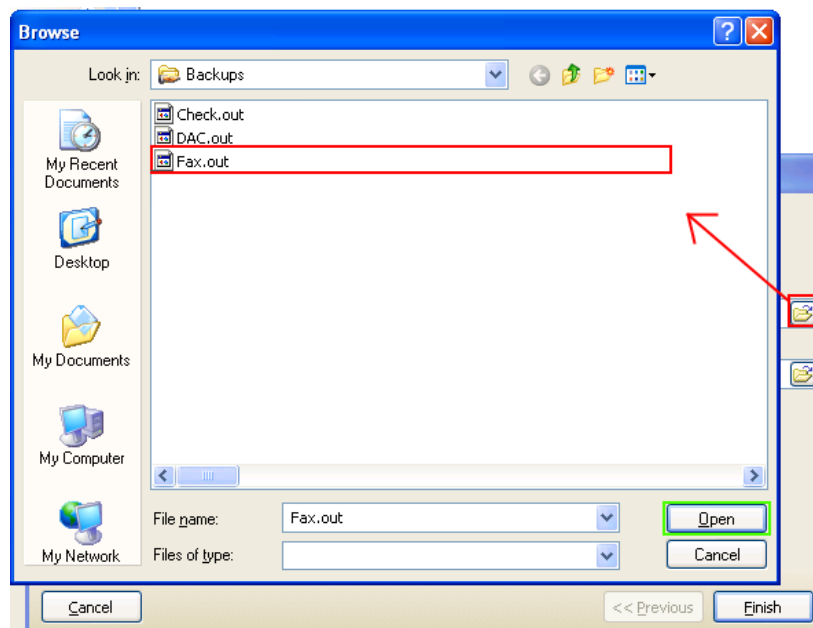 Browse
Look in:
Backups
Check.out
DAC.out
Fax.out
My Recent
Documents
Desktop
My Documents
My Computer
My Network
File name:
Fax.out
Open
Files of type:
Cancel
Cancel
<< Previous
Finish